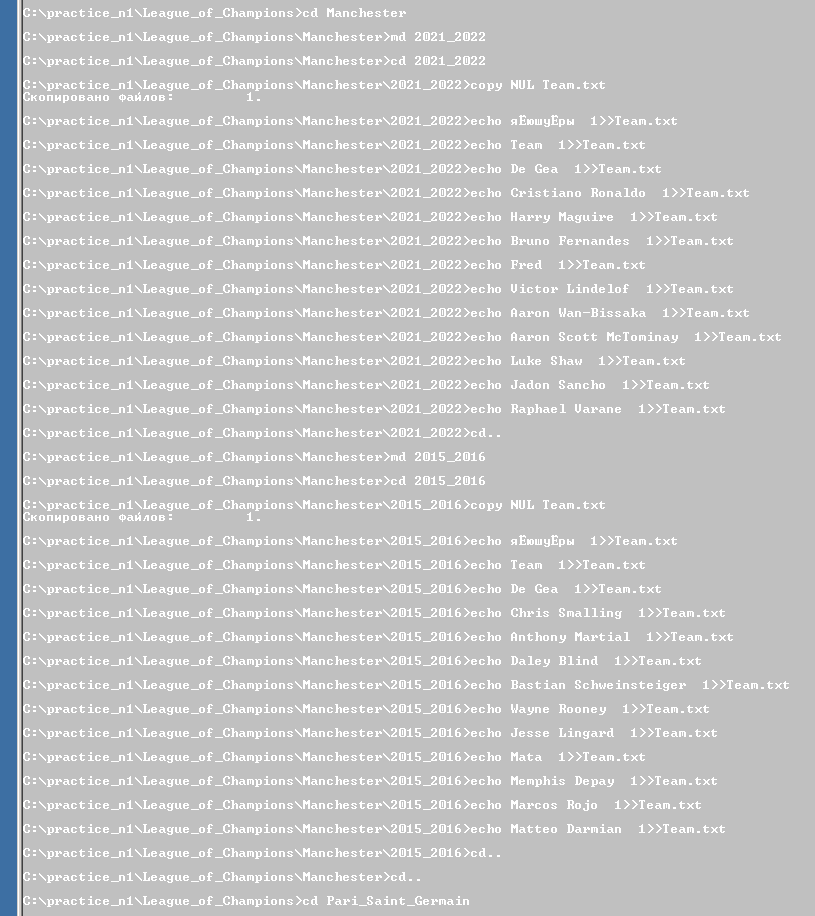 C:\practice_n1\League_of_Champions>cd Manchester
C:\practice_n1\League_of_Champions\Manchester>md 2021_2022
C:\practice_n1\League_of_Champions\Manchester>cd 2021_2022
C:\practice_n1\League_of_Champions\Manchester\2021_2022>copy NUL Team.txt
Скопировано файлов:         1.
C:\practice_n1\League_of_Champions\Manchester\2021_2022>echo яЁюшуЁры  1>>Team.txt
C:\practice_n1\League_of_Champions\Manchester\2021_2022>echo Team  1>>Team.txt
C:\practice_n1\League_of_Champions\Manchester\2021_2022>echo De Gea  1>>Team.txt
C:\practice_n1\League_of_Champions\Manchester\2021_2022>echo Cristiano Ronaldo  1>>Team.txt
C:\practice_n1\League_of_Champions\Manchester\2021_2022>echo Harry Maguire  1>>Team.txt
C:\practice_n1\League_of_Champions\Manchester\2021_2022>echo Bruno Fernandes  1>>Team.txt
C:\practice_n1\League_of_Champions\Manchester\2021_2022>echo Fred  1>>Team.txt
C:\practice_n1\League_of_Champions\Manchester\2021_2022>echo Victor Lindelof  1>>Team.txt
C:\practice_n1\League_of_Champions\Manchester\2021_2022>echo Aaron Wan-Bissaka  1>>Team.txt
C:\practice_n1\League_of_Champions\Manchester\2021_2022>echo Aaron Scott McTominay  1>>Team.txt
C:\practice_n1\League_of_Champions\Manchester\2021_2022>echo Luke Shaw  1>>Team.txt
C:\practice_n1\League_of_Champions\Manchester\2021_2022>echo Jadon Sancho  1>>Team.txt
C:\practice_n1\League_of_Champions\Manchester\2021_2022>echo Raphael Varane  1>>Team.txt
C:\practice_n1\League_of_Champions\Manchester\2021_2022>cd..
C:\practice_n1\League_of_Champions\Manchester>md 2015_2016
C:\practice_n1\League_of_Champions\Manchester>cd 2015_2016
C:\practice_n1\League_of_Champions\Manchester\2015_2016>copy NUL Team.txt
Скопировано файлов:         1.
C:\practice_n1\League_of_Champions\Manchester\2015_2016>echo яЁюшуЁры  1>>Team.txt
C:\practice_n1\League_of_Champions\Manchester\2015_2016>echo Team  1>>Team.txt
C:\practice_n1\League_of_Champions\Manchester\2015_2016>echo De Gea  1>>Team.txt
C:\practice_n1\League_of_Champions\Manchester\2015_2016>echo Chris Smalling  1>>Team.txt
C:\practice_n1\League_of_Champions\Manchester\2015_2016>echo Anthony Martial  1>>Team.txt
C:\practice_n1\League_of_Champions\Manchester\2015_2016>echo Daley Blind  1>>Team.txt
C:\practice_n1\League_of_Champions\Manchester\2015_2016>echo Bastian Schweinsteiger  1>>Team.txt
C:\practice_n1\League_of_Champions\Manchester\2015_2016>echo Wayne Rooney  1>>Team.txt
C:\practice_n1\League_of_Champions\Manchester\2015_2016>echo Jesse Lingard  1>>Team.txt
C:\practice_n1\League_of_Champions\Manchester\2015_2016>echo Mata  1>>Team.txt
C:\practice_n1\League_of_Champions\Manchester\2015_2016>echo Memphis Depay  1>>Team.txt
C:\practice_n1\League_of_Champions\Manchester\2015_2016>echo Marcos Rojo  1>>Team.txt
C:\practice_n1\League_of_Champions\Manchester\2015_2016>echo Matteo Darmian  1>>Team.txt
C:\practice_n1\League_of_Champions\Manchester\2015_2016>cd..
C:\practice_n1\League_of_Champions\Manchester>cd..
C:\practice_n1\League_of_Champions>cd Pari_Saint_Germain